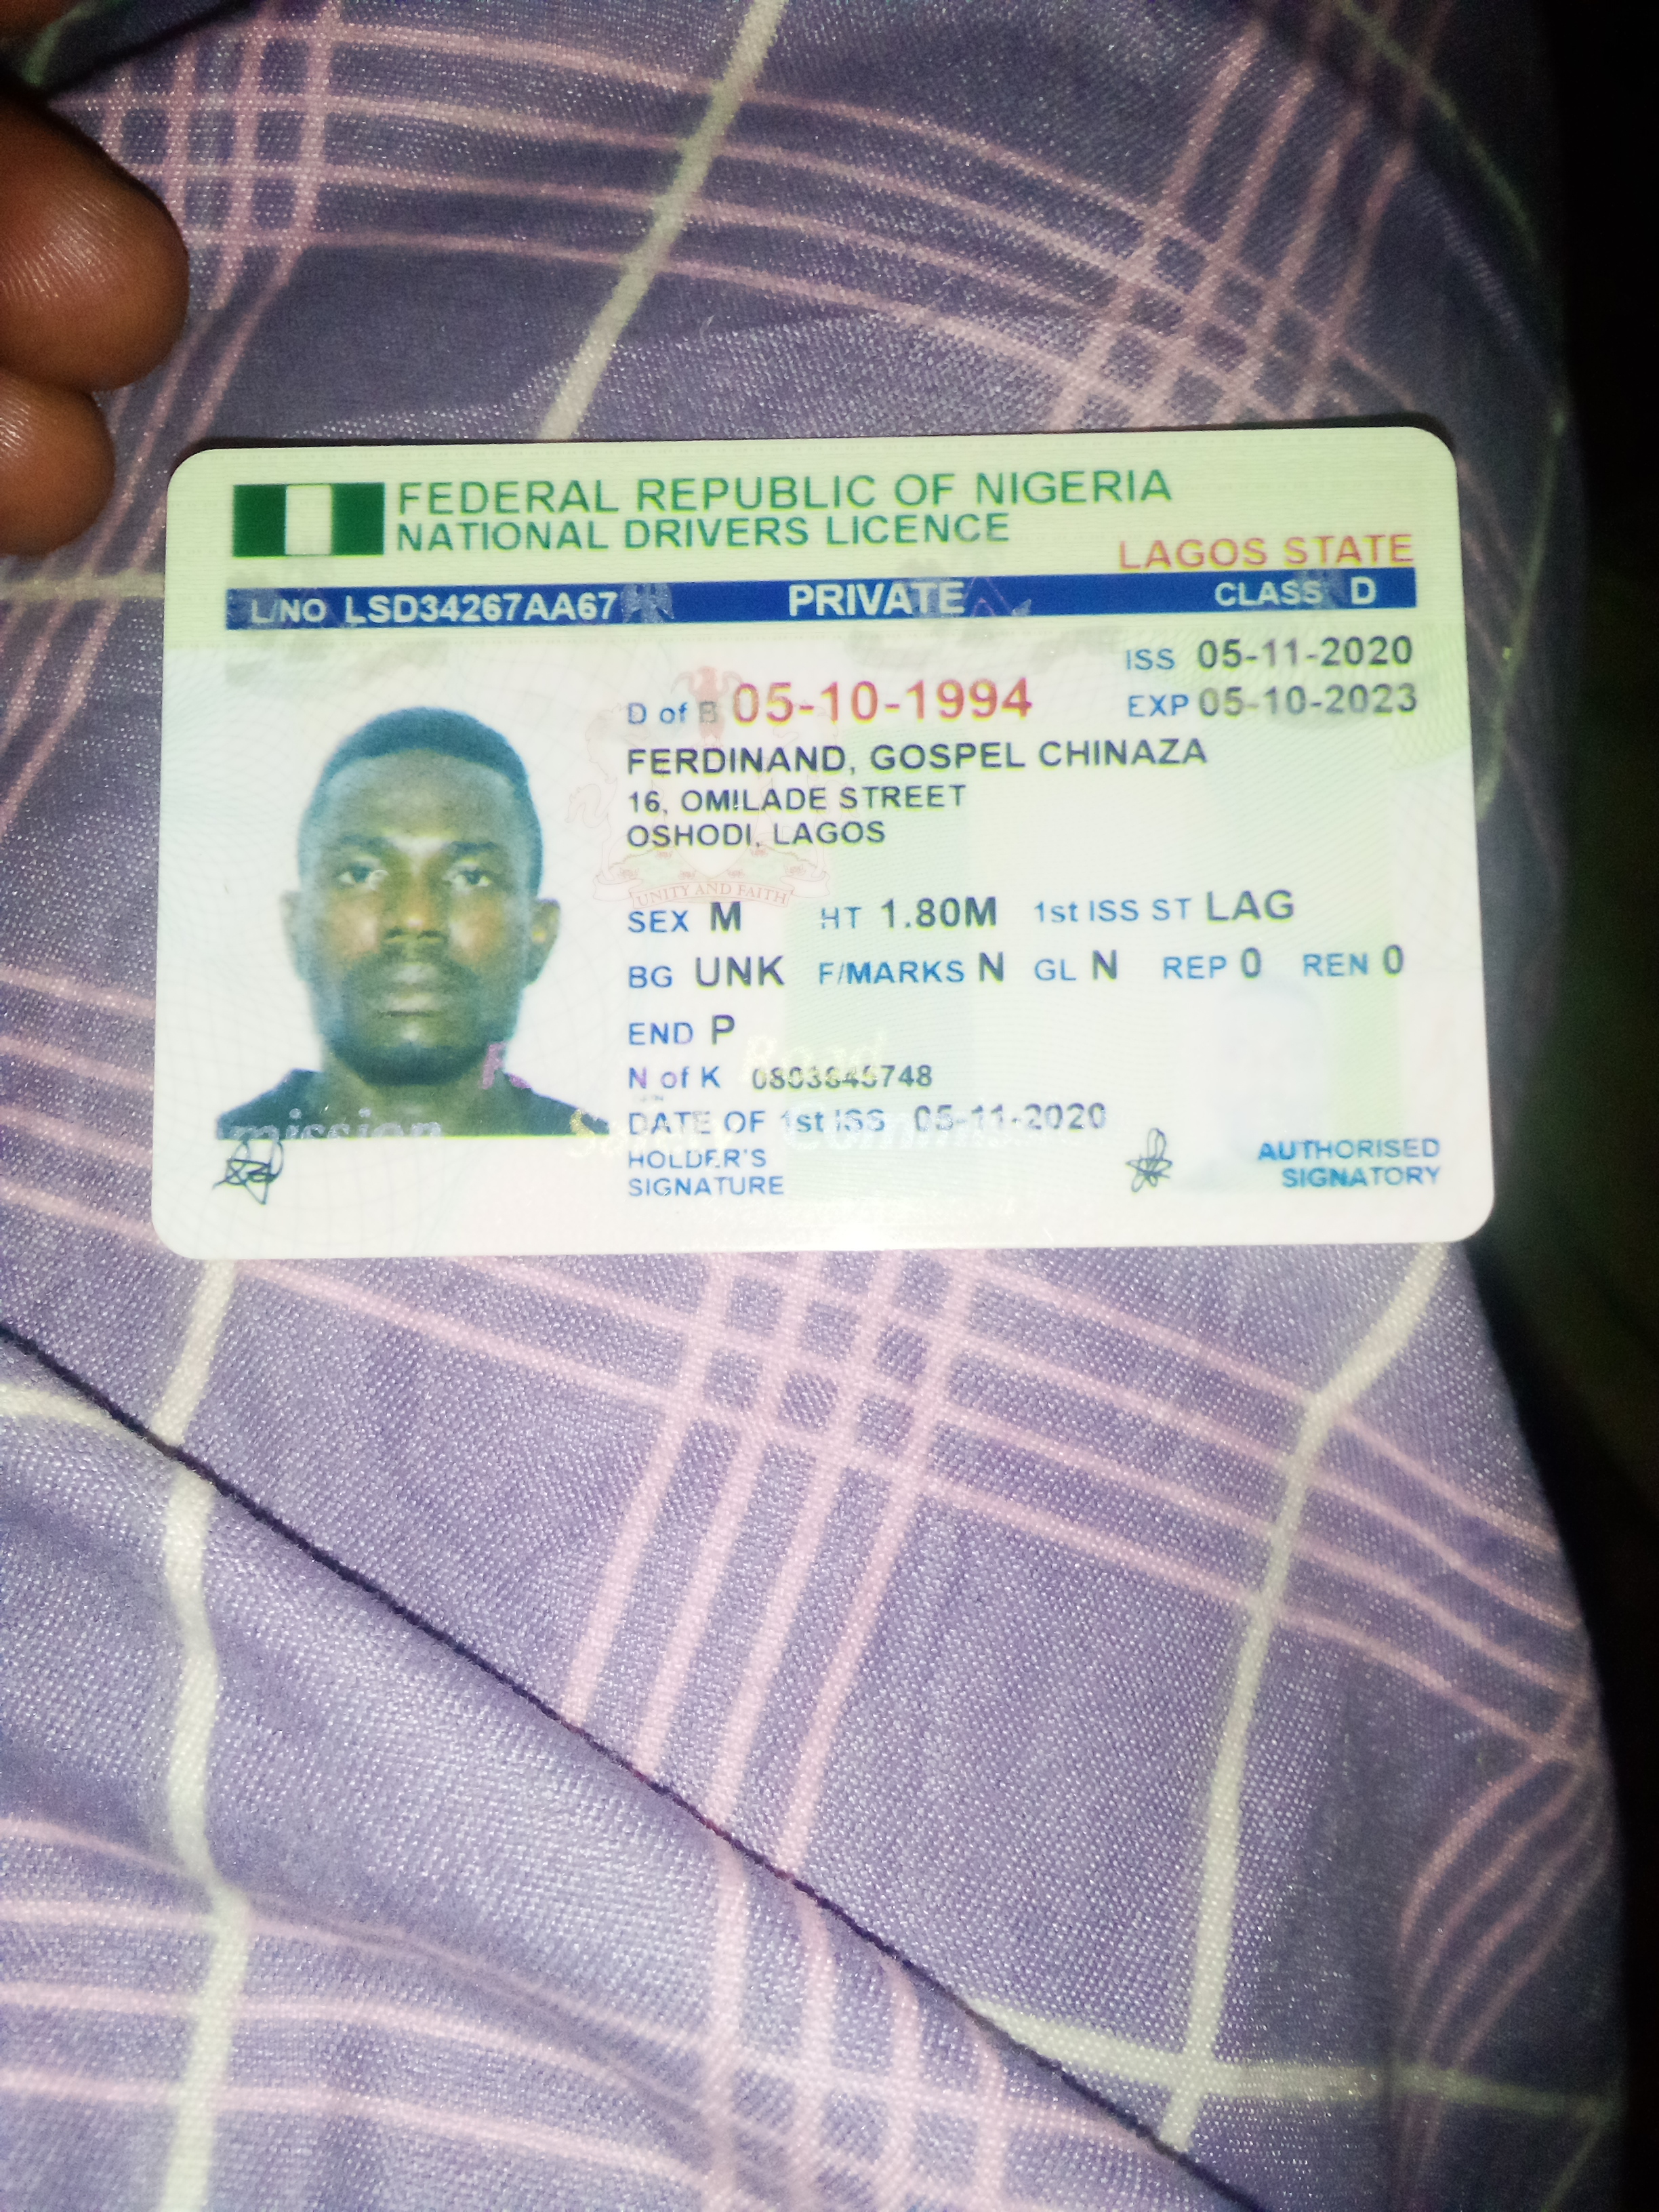 FEDERAL REPUBLIC OF NIGERIA
NATIONAL DRIVERS LICENCE
LAGOS STATE
L/NO LSD34267AA67 PRIVATE CLASS D
ISS 05-11-2020
D of B 05-10-1994 EXP 05-10-2023
FERDINAND, GOSPEL CHINAZA
16, OMILADE STREET
OSHODI, LAGOS
UNITY AND FAITH
SEX M HT 1.80M 1st ISS ST LAG
BG UNK F/MARKS N GL N REP 0 REN 0
END P
Road
N of K
DATE OF 1st ISS 05-11-2020
mission Safety
HOLDER'S
SIGNATURE
AUTHORISED
SIGNATORY